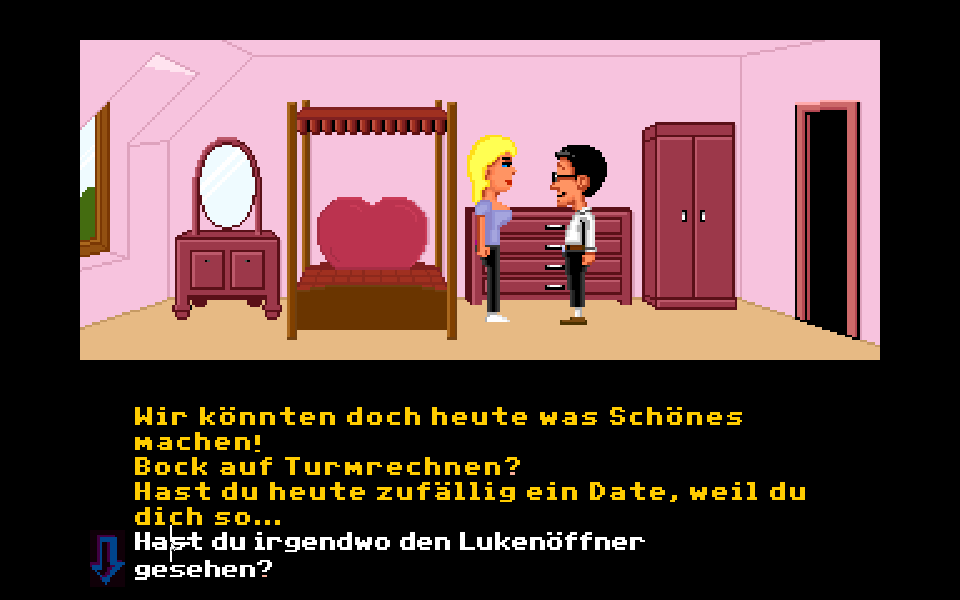 Wir könnten doch heute was Schönes
machen!
Bock auf Turmrechnen?
Hast du heute zufällig ein Date, weil du
dich so...
Hast du irgendwo den Lukenöffner
gesehen?